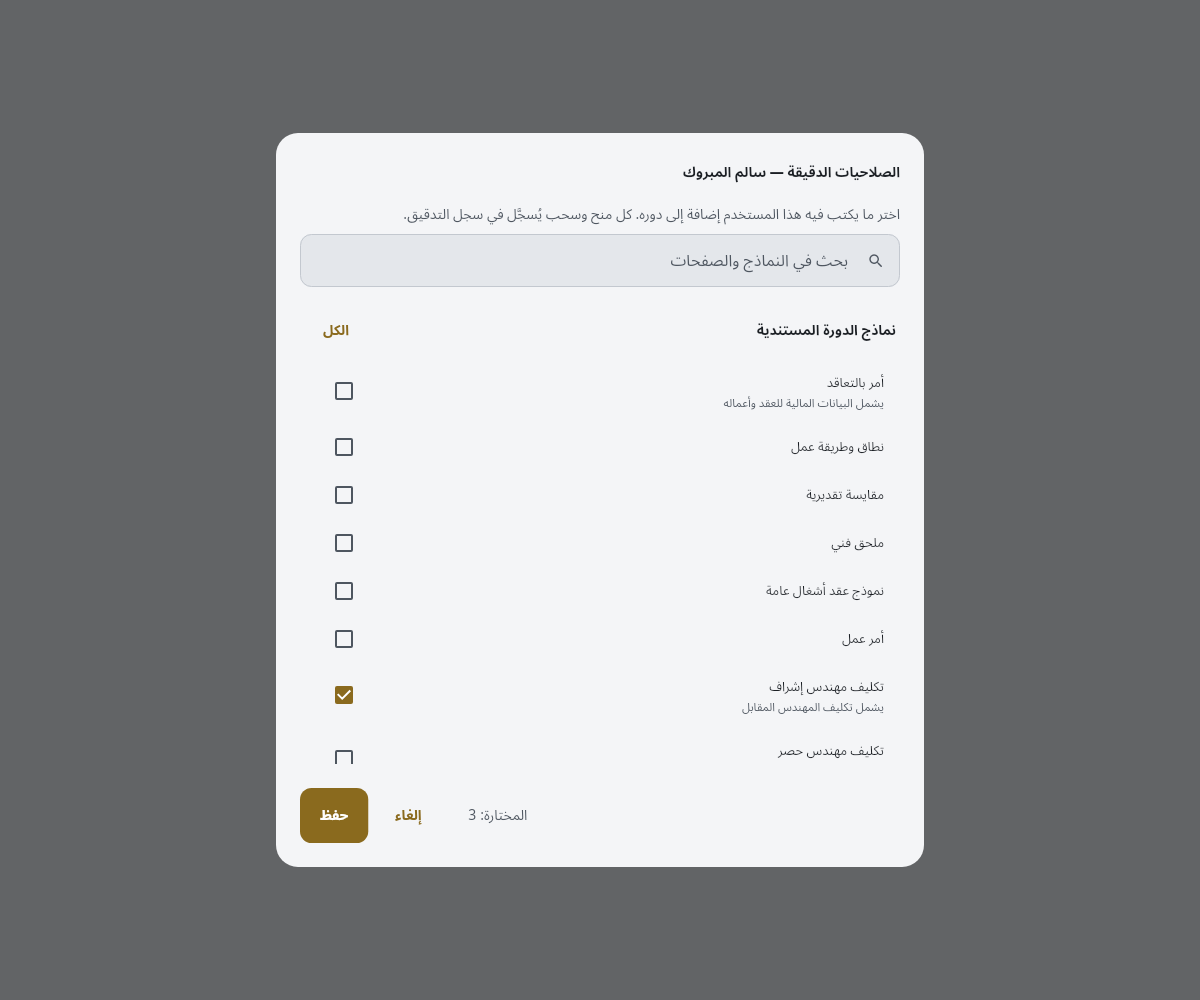 الصلاحيات الدقيقة — سالم المبروك
اختر ما يكتب فيه هذا المستخدم إضافة إلى دوره. كل منح وسحب يُسجَّل في سجل التدقيق.
بحث في النماذج والصفحات
نماذج الدورة المستندية
الكل
أمر بالتعاقد
يشمل البيانات المالية للعقد وأعماله
نطاق وطريقة عمل
مقايسة تقديرية
ملحق فني
نموذج عقد أشغال عامة
أمر عمل
تكليف مهندس إشراف
يشمل تكليف المهندس المقابل
تكليف مهندس حصر
المختارة: 3
إلغاء
حفظ